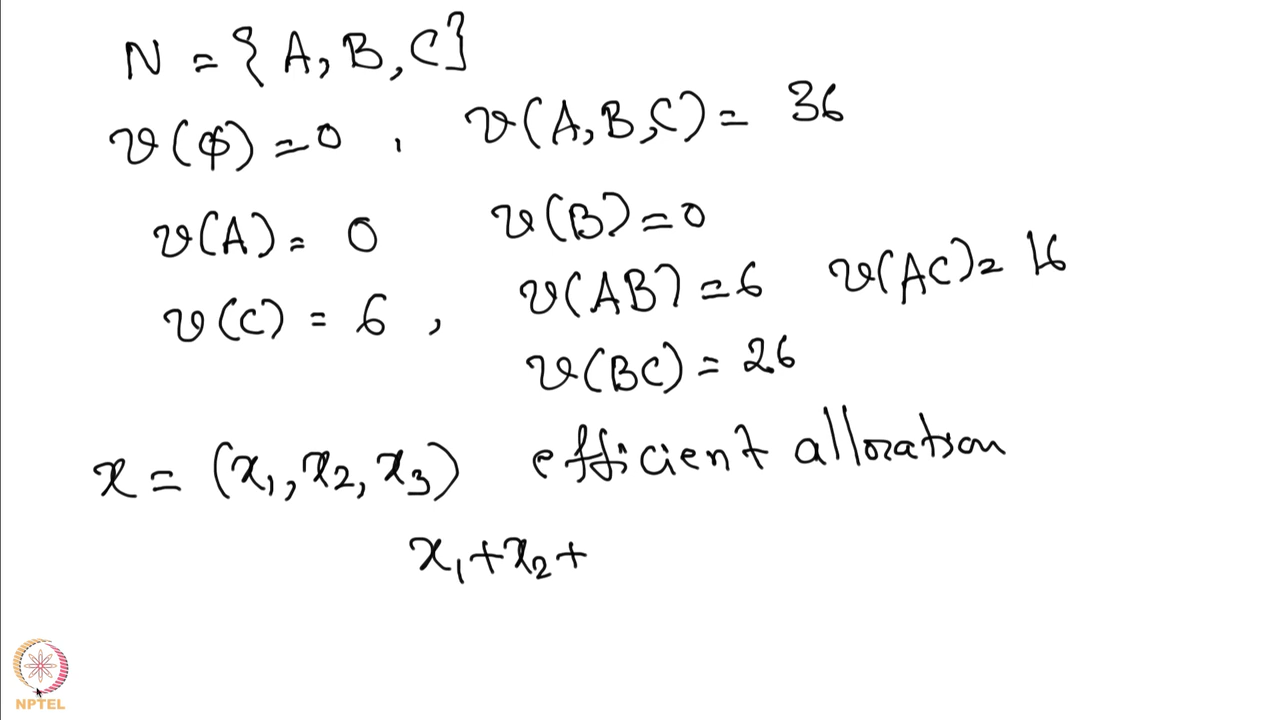 N = {A, B, C}
v(φ) = 0 , v(A, B, C) = 36
v(A) = 0 v(B) = 0
v(C) = 6 , v(AB) = 6 v(AC) = 16
v(BC) = 26
x = (x₁, x₂, x₃) efficient allocation
x₁ + x₂ +
NPTEL